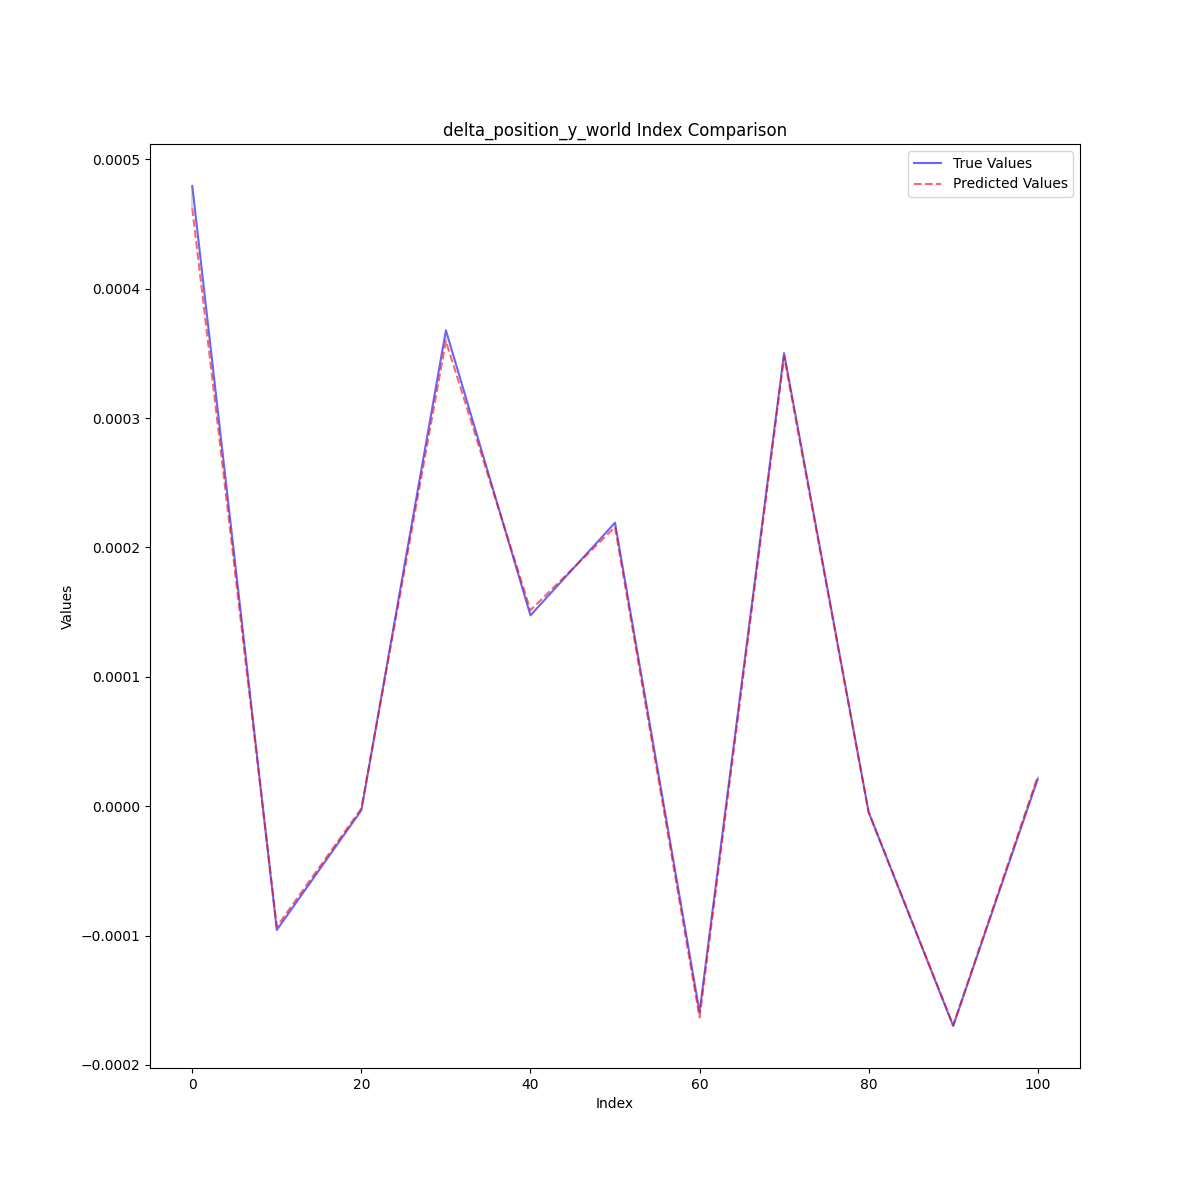 delta_position_y_world Index Comparison
True Values
Predicted Values
0.0005
0.0004
0.0003
0.0002
0.0001
0.0000
−0.0001
−0.0002
Values
0 20 40 60 80 100
Index